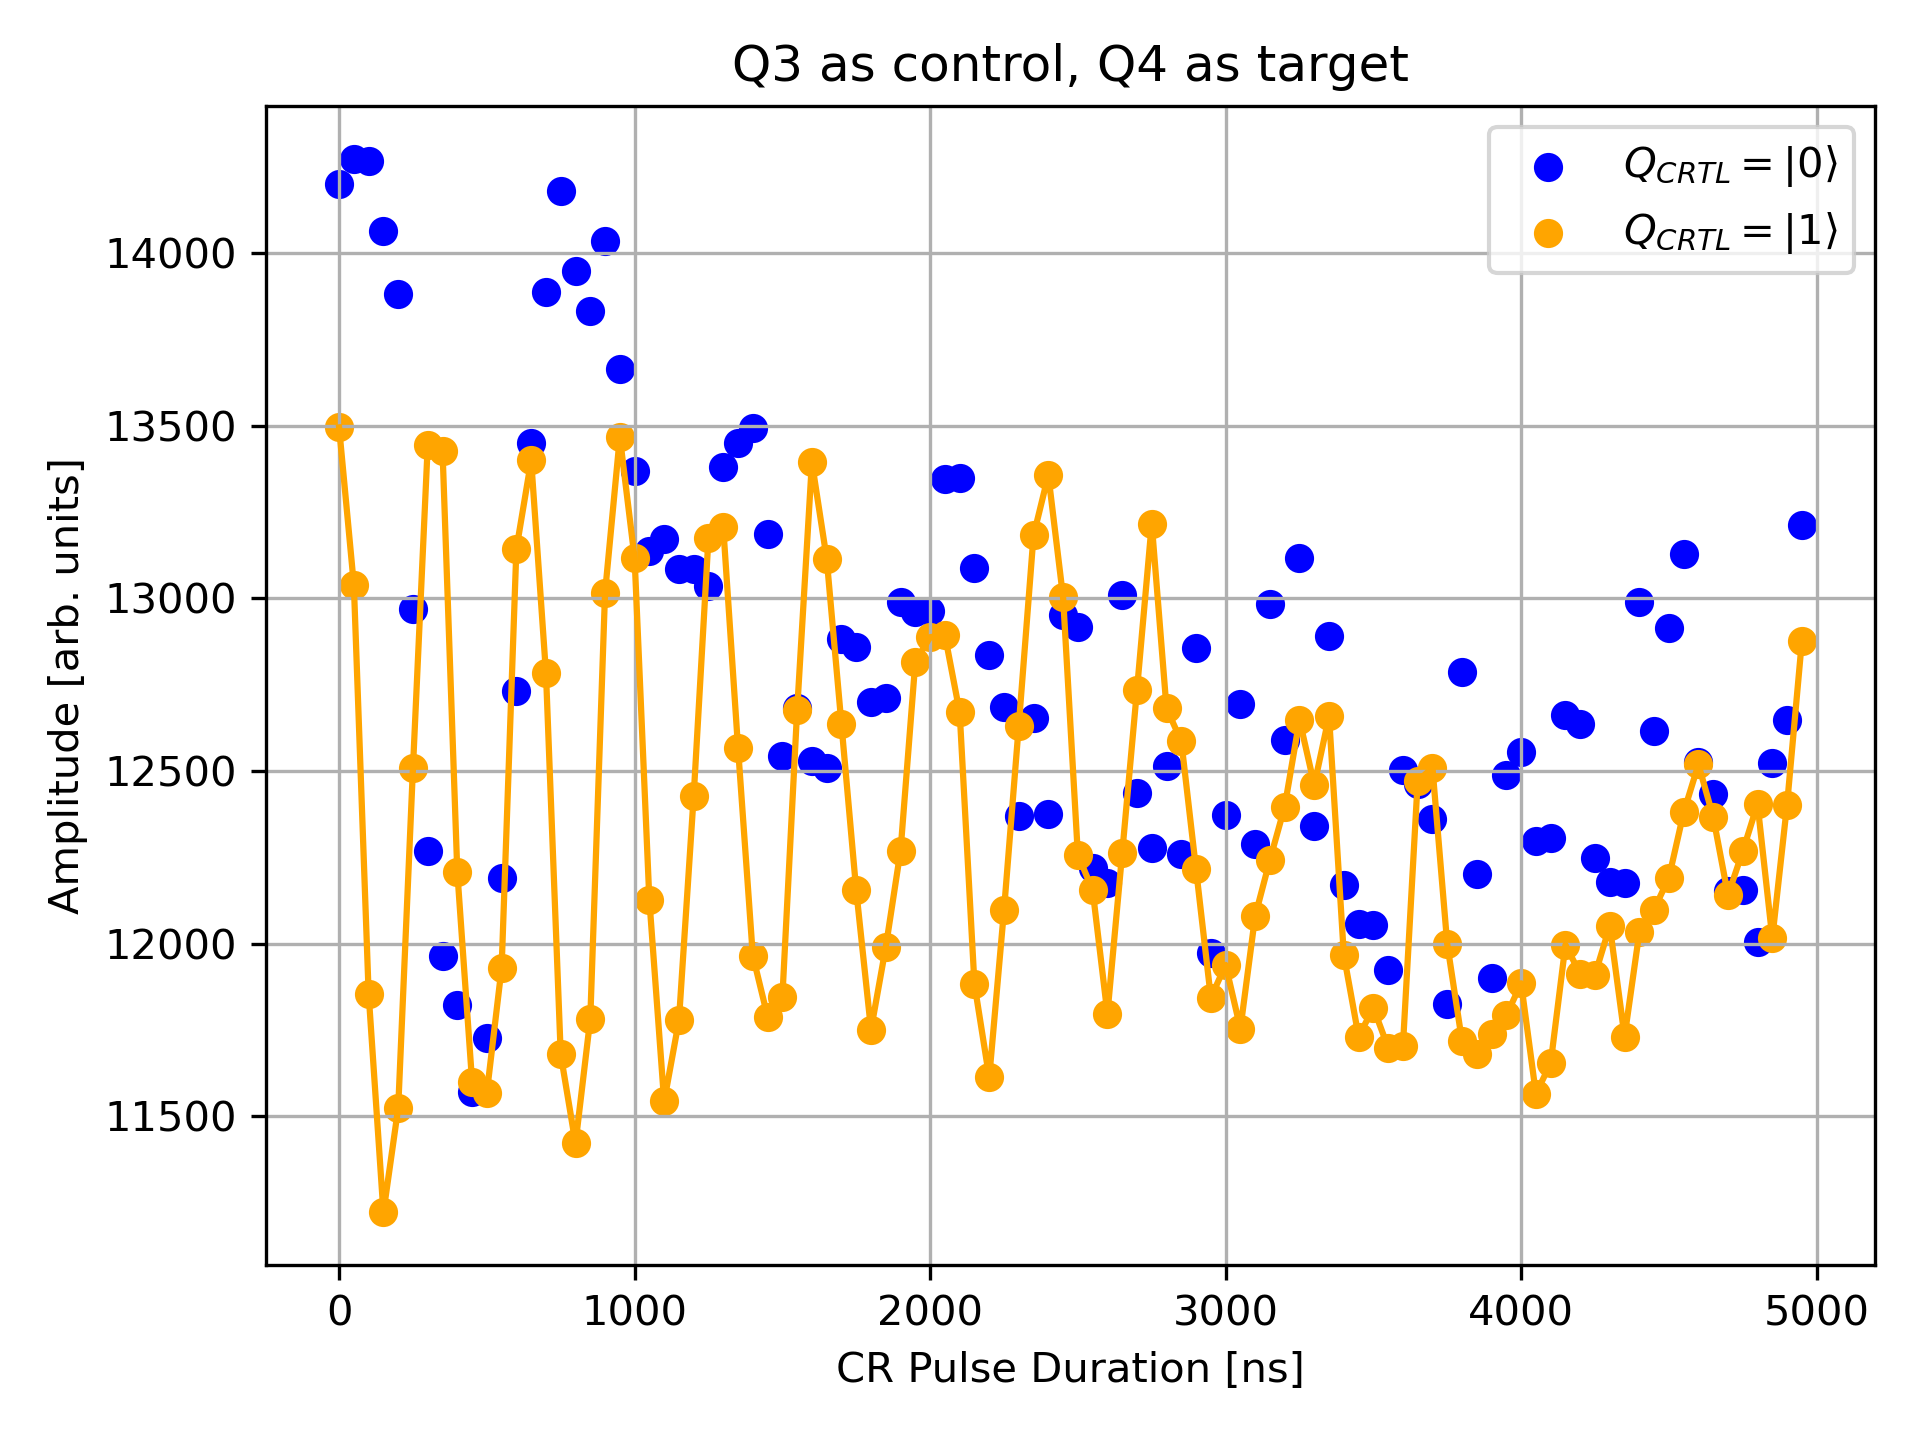 Q3 as control, Q4 as target
Q_CRTL = |0⟩
Q_CRTL = |1⟩
Amplitude [arb. units]
14000
13500
13000
12500
12000
11500
0 1000 2000 3000 4000 5000
CR Pulse Duration [ns]